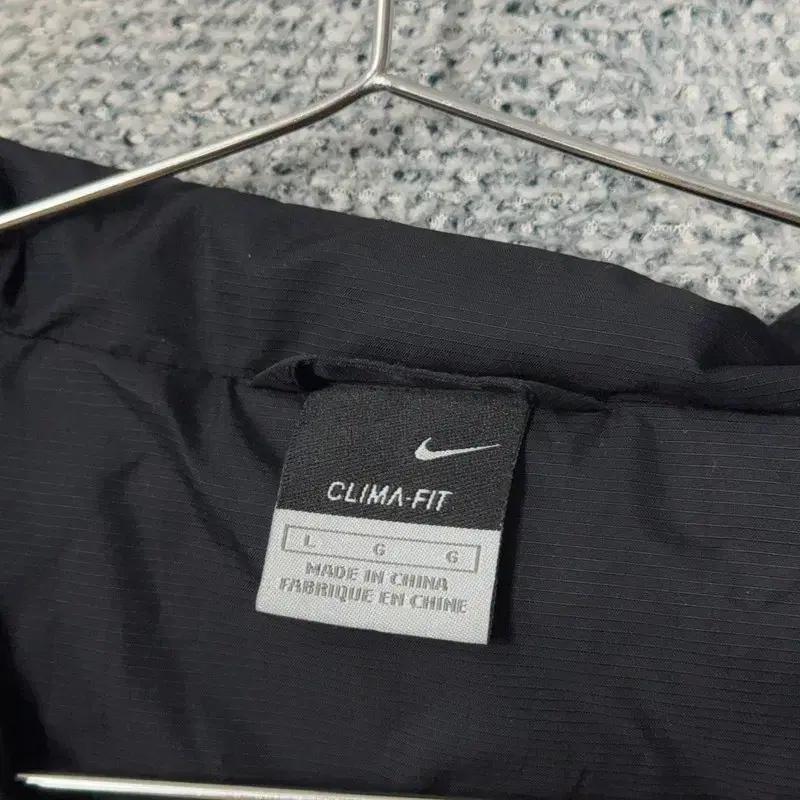 CLIMA-FIT
L G G
MADE IN CHINA
FABRIQUE EN CHINE